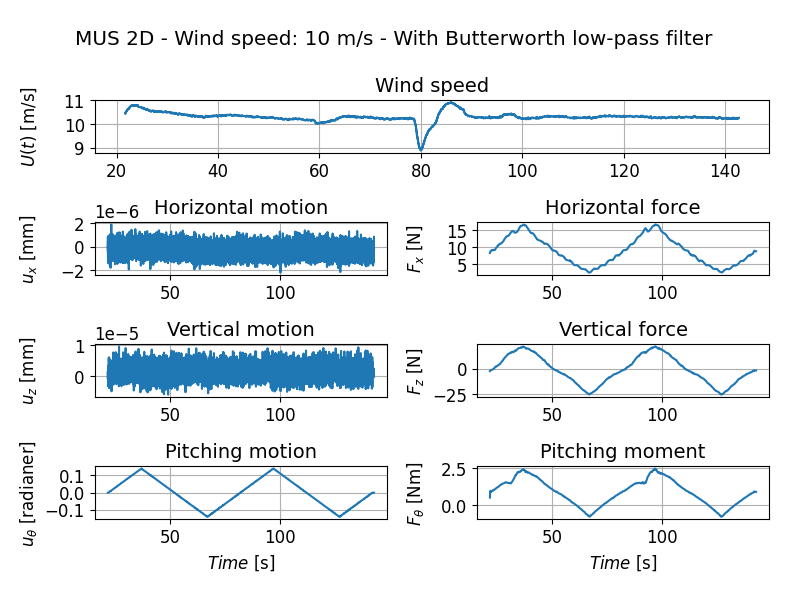 MUS 2D - Wind speed: 10 m/s - With Butterworth low-pass filter
Wind speed
U(t) [m/s]
11
10
9
20 40 60 80 100 120 140
1e−6 Horizontal motion Horizontal force
u_x [mm]
2
0
−2
50 100
F_x [N]
15
10
5
50 100
1e−5 Vertical motion Vertical force
u_z [mm]
1
0
50 100
F_z [N]
0
−25
50 100
Pitching motion Pitching moment
u_θ [radianer]
0.1
0.0
−0.1
50 100
Time [s]
F_θ [Nm]
2.5
0.0
50 100
Time [s]